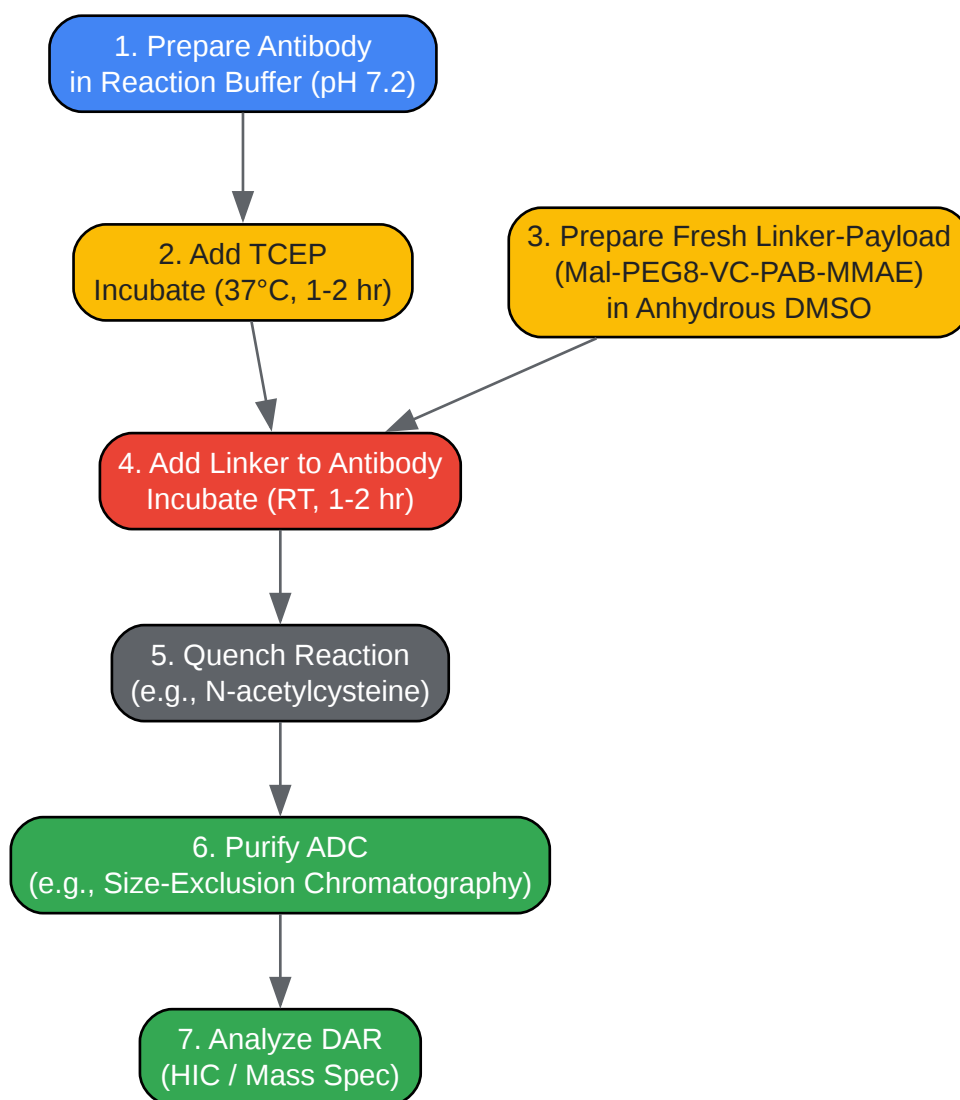 1. Prepare Antibody
in Reaction Buffer (pH 7.2)
2. Add TCEP
Incubate (37°C, 1-2 hr)
3. Prepare Fresh Linker-Payload
(Mal-PEG8-VC-PAB-MMAE)
in Anhydrous DMSO
4. Add Linker to Antibody
Incubate (RT, 1-2 hr)
5. Quench Reaction
(e.g., N-acetylcysteine)
6. Purify ADC
(e.g., Size-Exclusion Chromatography)
7. Analyze DAR
(HIC / Mass Spec)